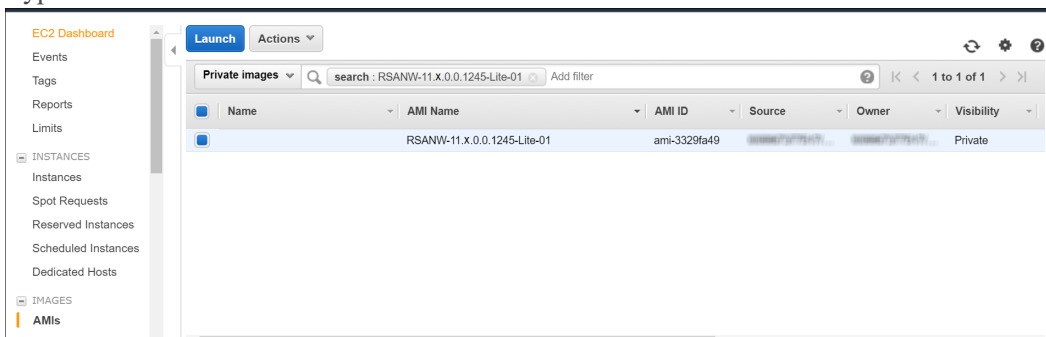 EC2 Dashboard
Events
Tags
Reports
Limits
INSTANCES
Instances
Spot Requests
Reserved Instances
Scheduled Instances
Dedicated Hosts
IMAGES
AMIs
Launch Actions
Private images search : RSANW-11.x.0.0.1245-Lite-01 Add filter 1 to 1 of 1
Name AMI Name AMI ID Source Owner Visibility
RSANW-11.x.0.0.1245-Lite-01 ami-3329fa49 Private